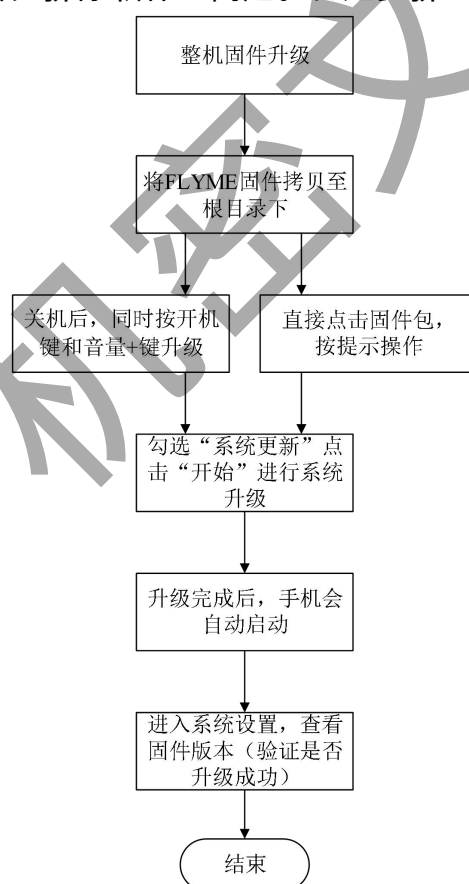 整机固件升级
将FLYME固件拷贝至
根目录下
关机后，同时按开机
键和音量+键升级
直接点击固件包，
按提示操作
勾选“系统更新”点
击“开始”进行系统
升级
升级完成后，手机会
自动启动
进入系统设置，查看
固件版本（验证是否
升级成功）
结束
机密文